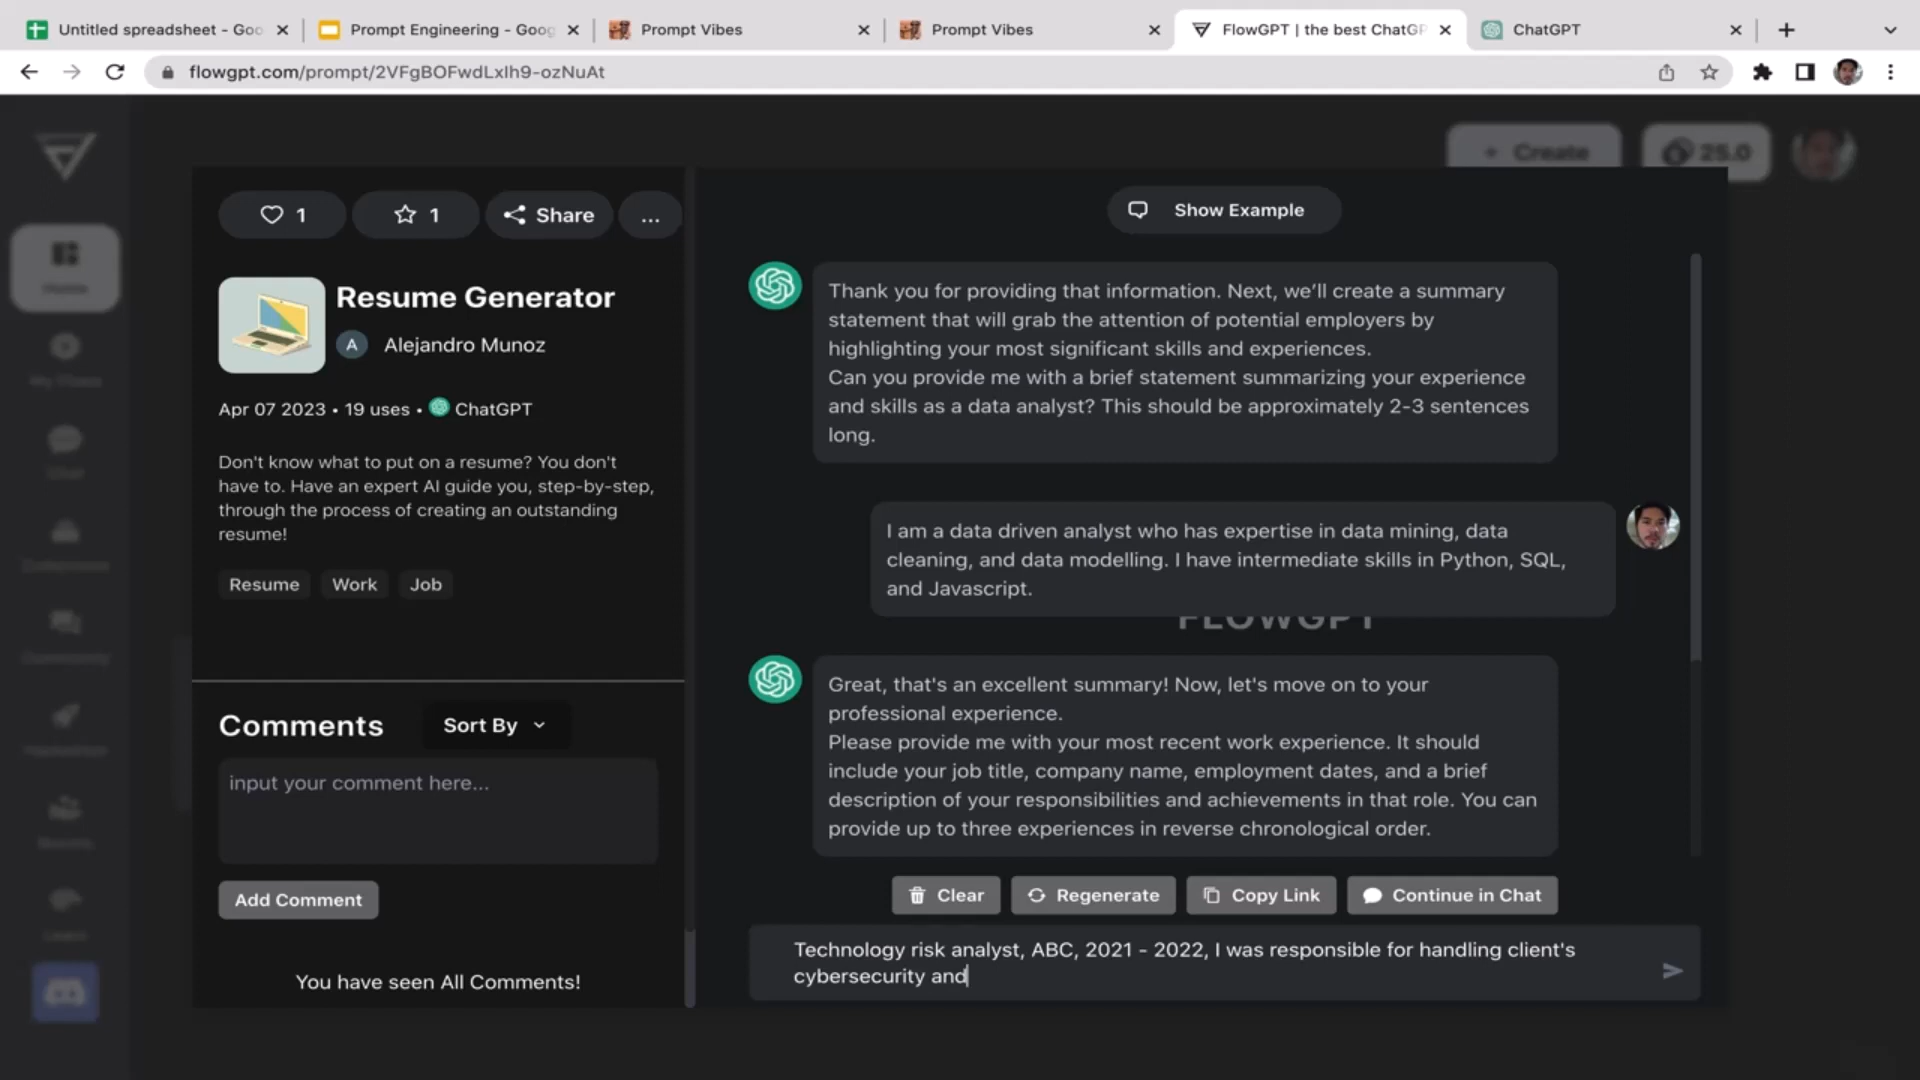 Untitled spreadsheet - Goo
Prompt Engineering - Goog
Prompt Vibes
Prompt Vibes
FlowGPT | the best ChatGP
ChatGPT
flowgpt.com/prompt/2VFgBOFwdLxIh9-ozNuAt
+ Create
25.0
Home
1
1
Share
...
Show Example
Resume Generator
A Alejandro Munoz
Apr 07 2023 • 19 uses • ChatGPT
Don't know what to put on a resume? You don't
have to. Have an expert AI guide you, step-by-step,
through the process of creating an outstanding
resume!
Resume Work Job
Comments
Sort By
input your comment here...
Add Comment
You have seen All Comments!
Thank you for providing that information. Next, we’ll create a summary
statement that will grab the attention of potential employers by
highlighting your most significant skills and experiences.
Can you provide me with a brief statement summarizing your experience
and skills as a data analyst? This should be approximately 2-3 sentences
long.
I am a data driven analyst who has expertise in data mining, data
cleaning, and data modelling. I have intermediate skills in Python, SQL,
and Javascript.
FLOWGPT
Great, that's an excellent summary! Now, let's move on to your
professional experience.
Please provide me with your most recent work experience. It should
include your job title, company name, employment dates, and a brief
description of your responsibilities and achievements in that role. You can
provide up to three experiences in reverse chronological order.
Clear
Regenerate
Copy Link
Continue in Chat
Technology risk analyst, ABC, 2021 - 2022, I was responsible for handling client's
cybersecurity and